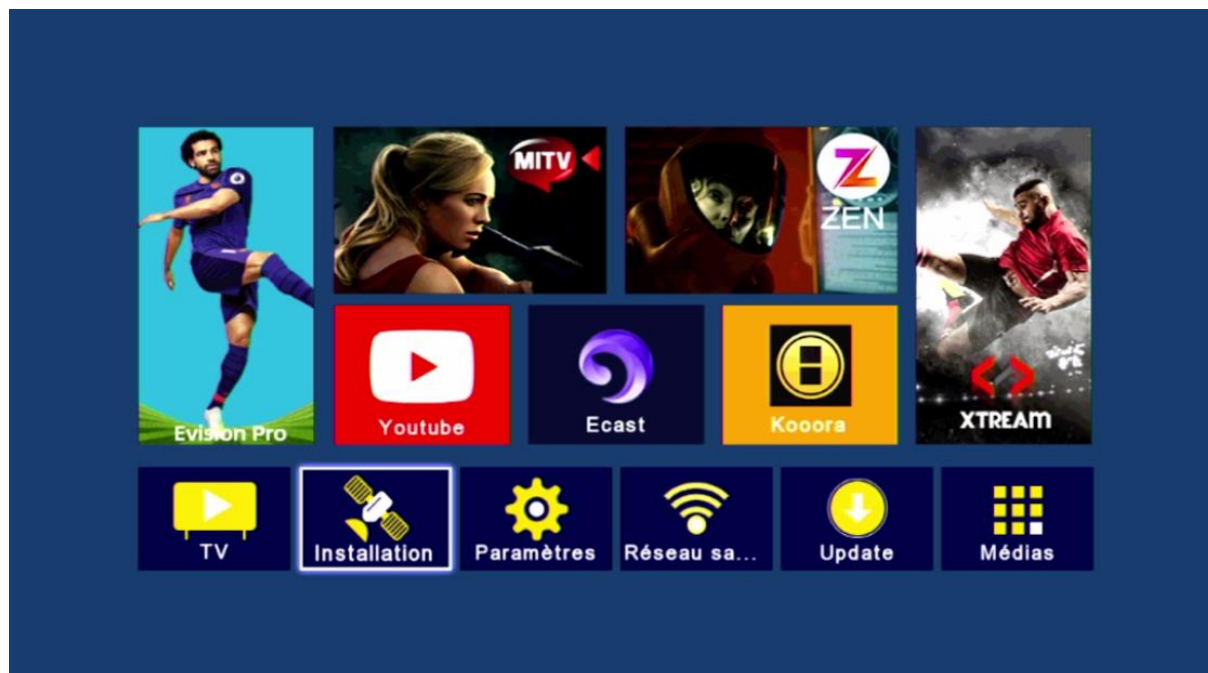 MITV
Z
ZEN
Evision Pro
Youtube
Ecast
Kooora
XTREAM
TV
Installation
Paramètres
Réseau sa...
Update
Médias